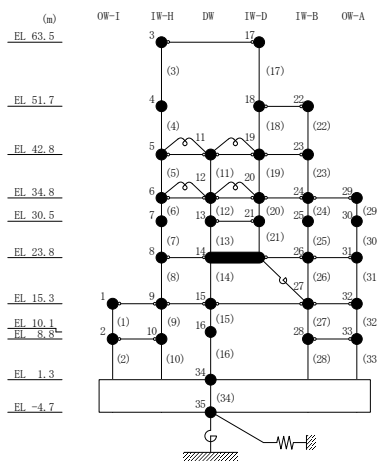 (m) OW-I IW-H DW IW-D IW-B OW-A
EL 63.5 3 17
(3) (17)
EL 51.7 4 18 22
(4) (18) (22)
11 19
EL 42.8 5 23
(5) (11) (19) (23)
12 20
EL 34.8 6 24 29
(6) (12) (20) (24) (29)
EL 30.5 7 13 21 25 30
(7) (13) (21) (25) (30)
EL 23.8 8 14 26 31
(8) (14) (26) (31)
27
EL 15.3 1 9 15 32
(1) (9) (15) (27) (32)
EL 10.1 16
EL 8.8 2 10 28 33
(2) (10) (16) (28) (33)
EL 1.3 34
(34)
EL -4.7 35